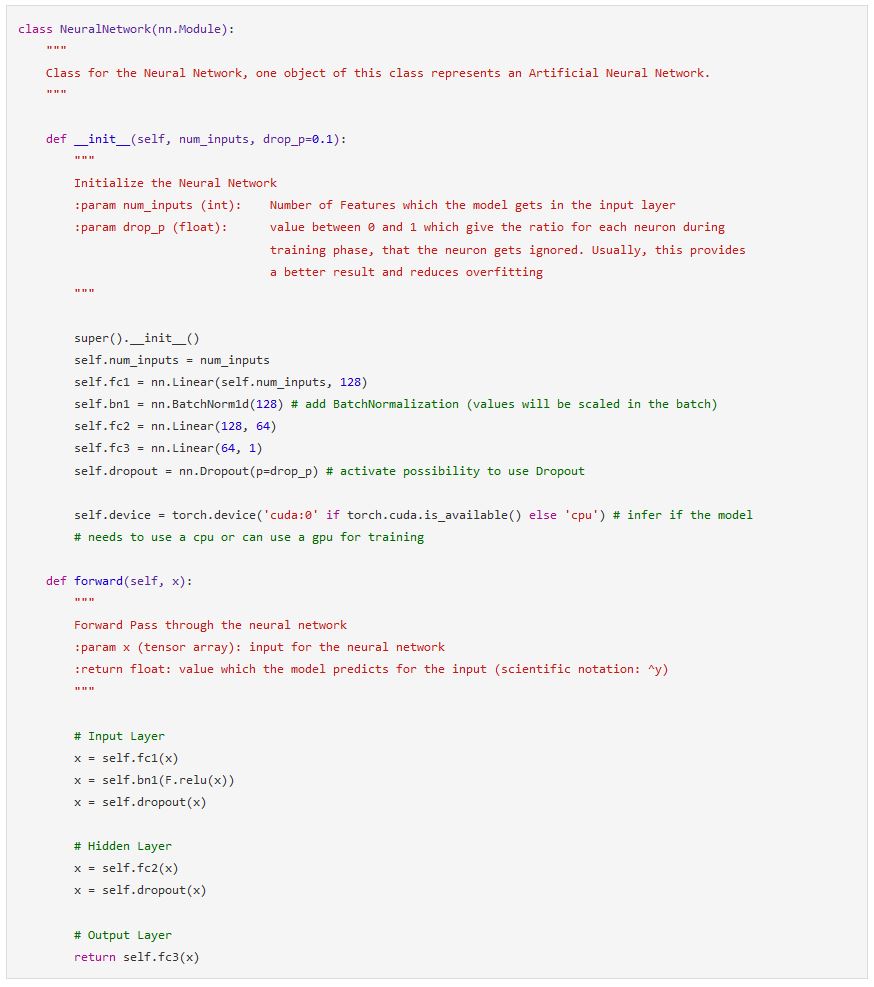 class NeuralNetwork(nn.Module):
    """
    Class for the Neural Network, one object of this class represents an Artificial Neural Network.
    """

    def __init__(self, num_inputs, drop_p=0.1):
        """
        Initialize the Neural Network
        :param num_inputs (int):    Number of Features which the model gets in the input layer
        :param drop_p (float):      value between 0 and 1 which give the ratio for each neuron during
                                    training phase, that the neuron gets ignored. Usually, this provides
                                    a better result and reduces overfitting
        """

        super().__init__()
        self.num_inputs = num_inputs
        self.fc1 = nn.Linear(self.num_inputs, 128)
        self.bn1 = nn.BatchNorm1d(128) # add BatchNormalization (values will be scaled in the batch)
        self.fc2 = nn.Linear(128, 64)
        self.fc3 = nn.Linear(64, 1)
        self.dropout = nn.Dropout(p=drop_p) # activate possibility to use Dropout

        self.device = torch.device('cuda:0' if torch.cuda.is_available() else 'cpu') # infer if the model
        # needs to use a cpu or can use a gpu for training

    def forward(self, x):
        """
        Forward Pass through the neural network
        :param x (tensor array): input for the neural network
        :return float: value which the model predicts for the input (scientific notation: ^y)
        """

        # Input Layer
        x = self.fc1(x)
        x = self.bn1(F.relu(x))
        x = self.dropout(x)

        # Hidden Layer
        x = self.fc2(x)
        x = self.dropout(x)

        # Output Layer
        return self.fc3(x)